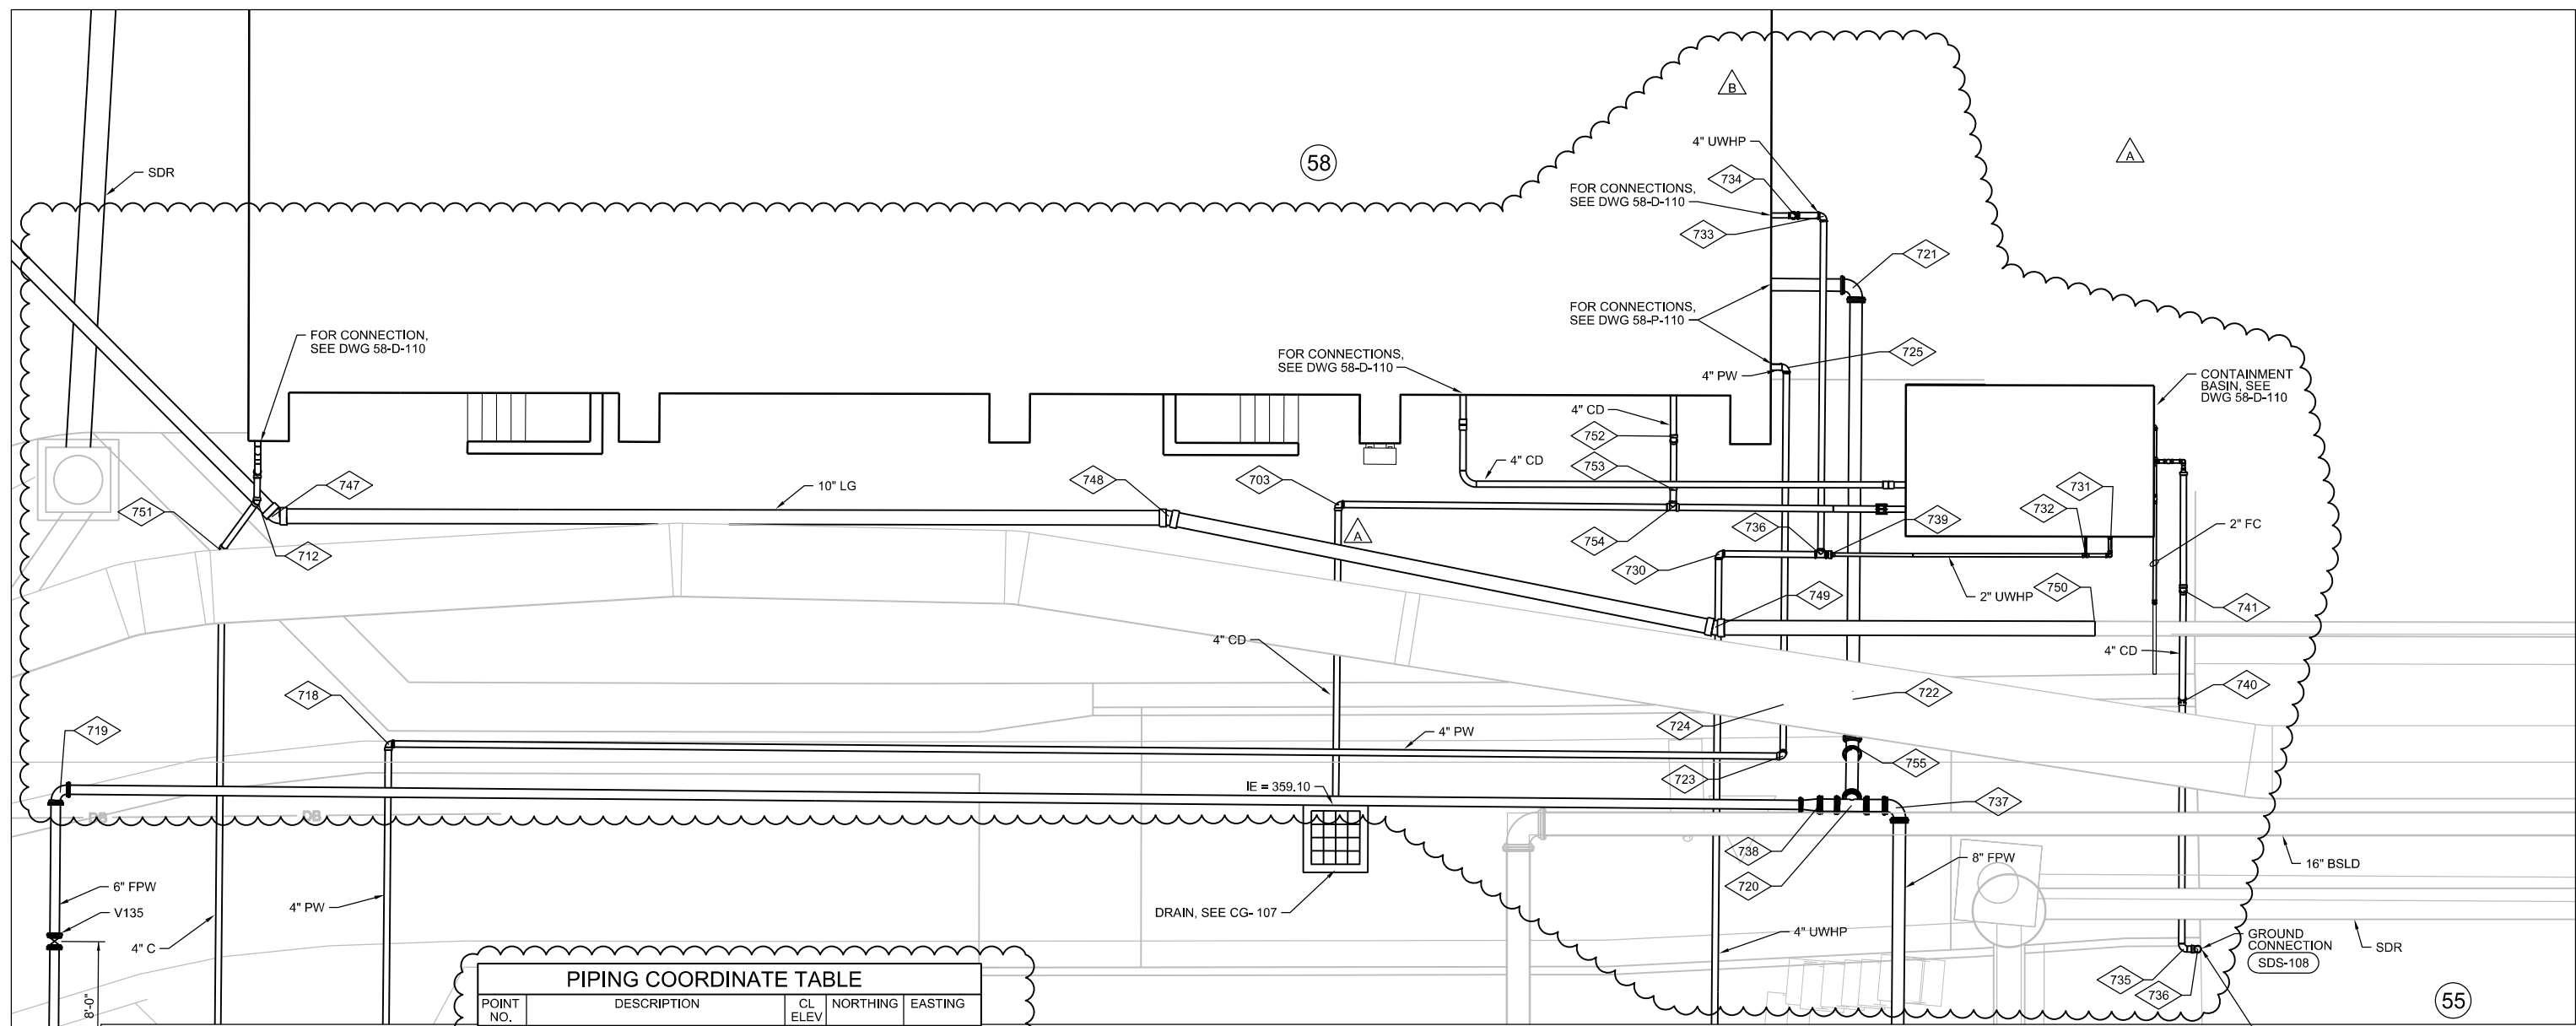 B
A
58
4" UWHP
SDR
734
FOR CONNECTIONS,
SEE DWG 58-D-110
733
721
FOR CONNECTIONS,
SEE DWG 58-P-110
FOR CONNECTION,
SEE DWG 58-D-110
FOR CONNECTIONS,
SEE DWG 58-D-110
725
4" PW
CONTAINMENT
BASIN, SEE
DWG 58-D-110
4" CD
752
753
4" CD
747
748
703
10" LG
731
732
751
712
A
754
736
739
2" FC
730
2" UWHP
750
749
741
4" CD
4" CD
718
722
740
719
724
4" PW
755
723
IE = 359.10
737
DB
DB
738
8" FPW
16" BSLD
6" FPW
720
V135
4" PW
DRAIN, SEE CG- 107
4" C
4" UWHP
GROUND
CONNECTION
SDS-108
SDR
735
736
55
8'-0"
PIPING COORDINATE TABLE
POINT
NO.
DESCRIPTION
CL
ELEV
NORTHING
EASTING